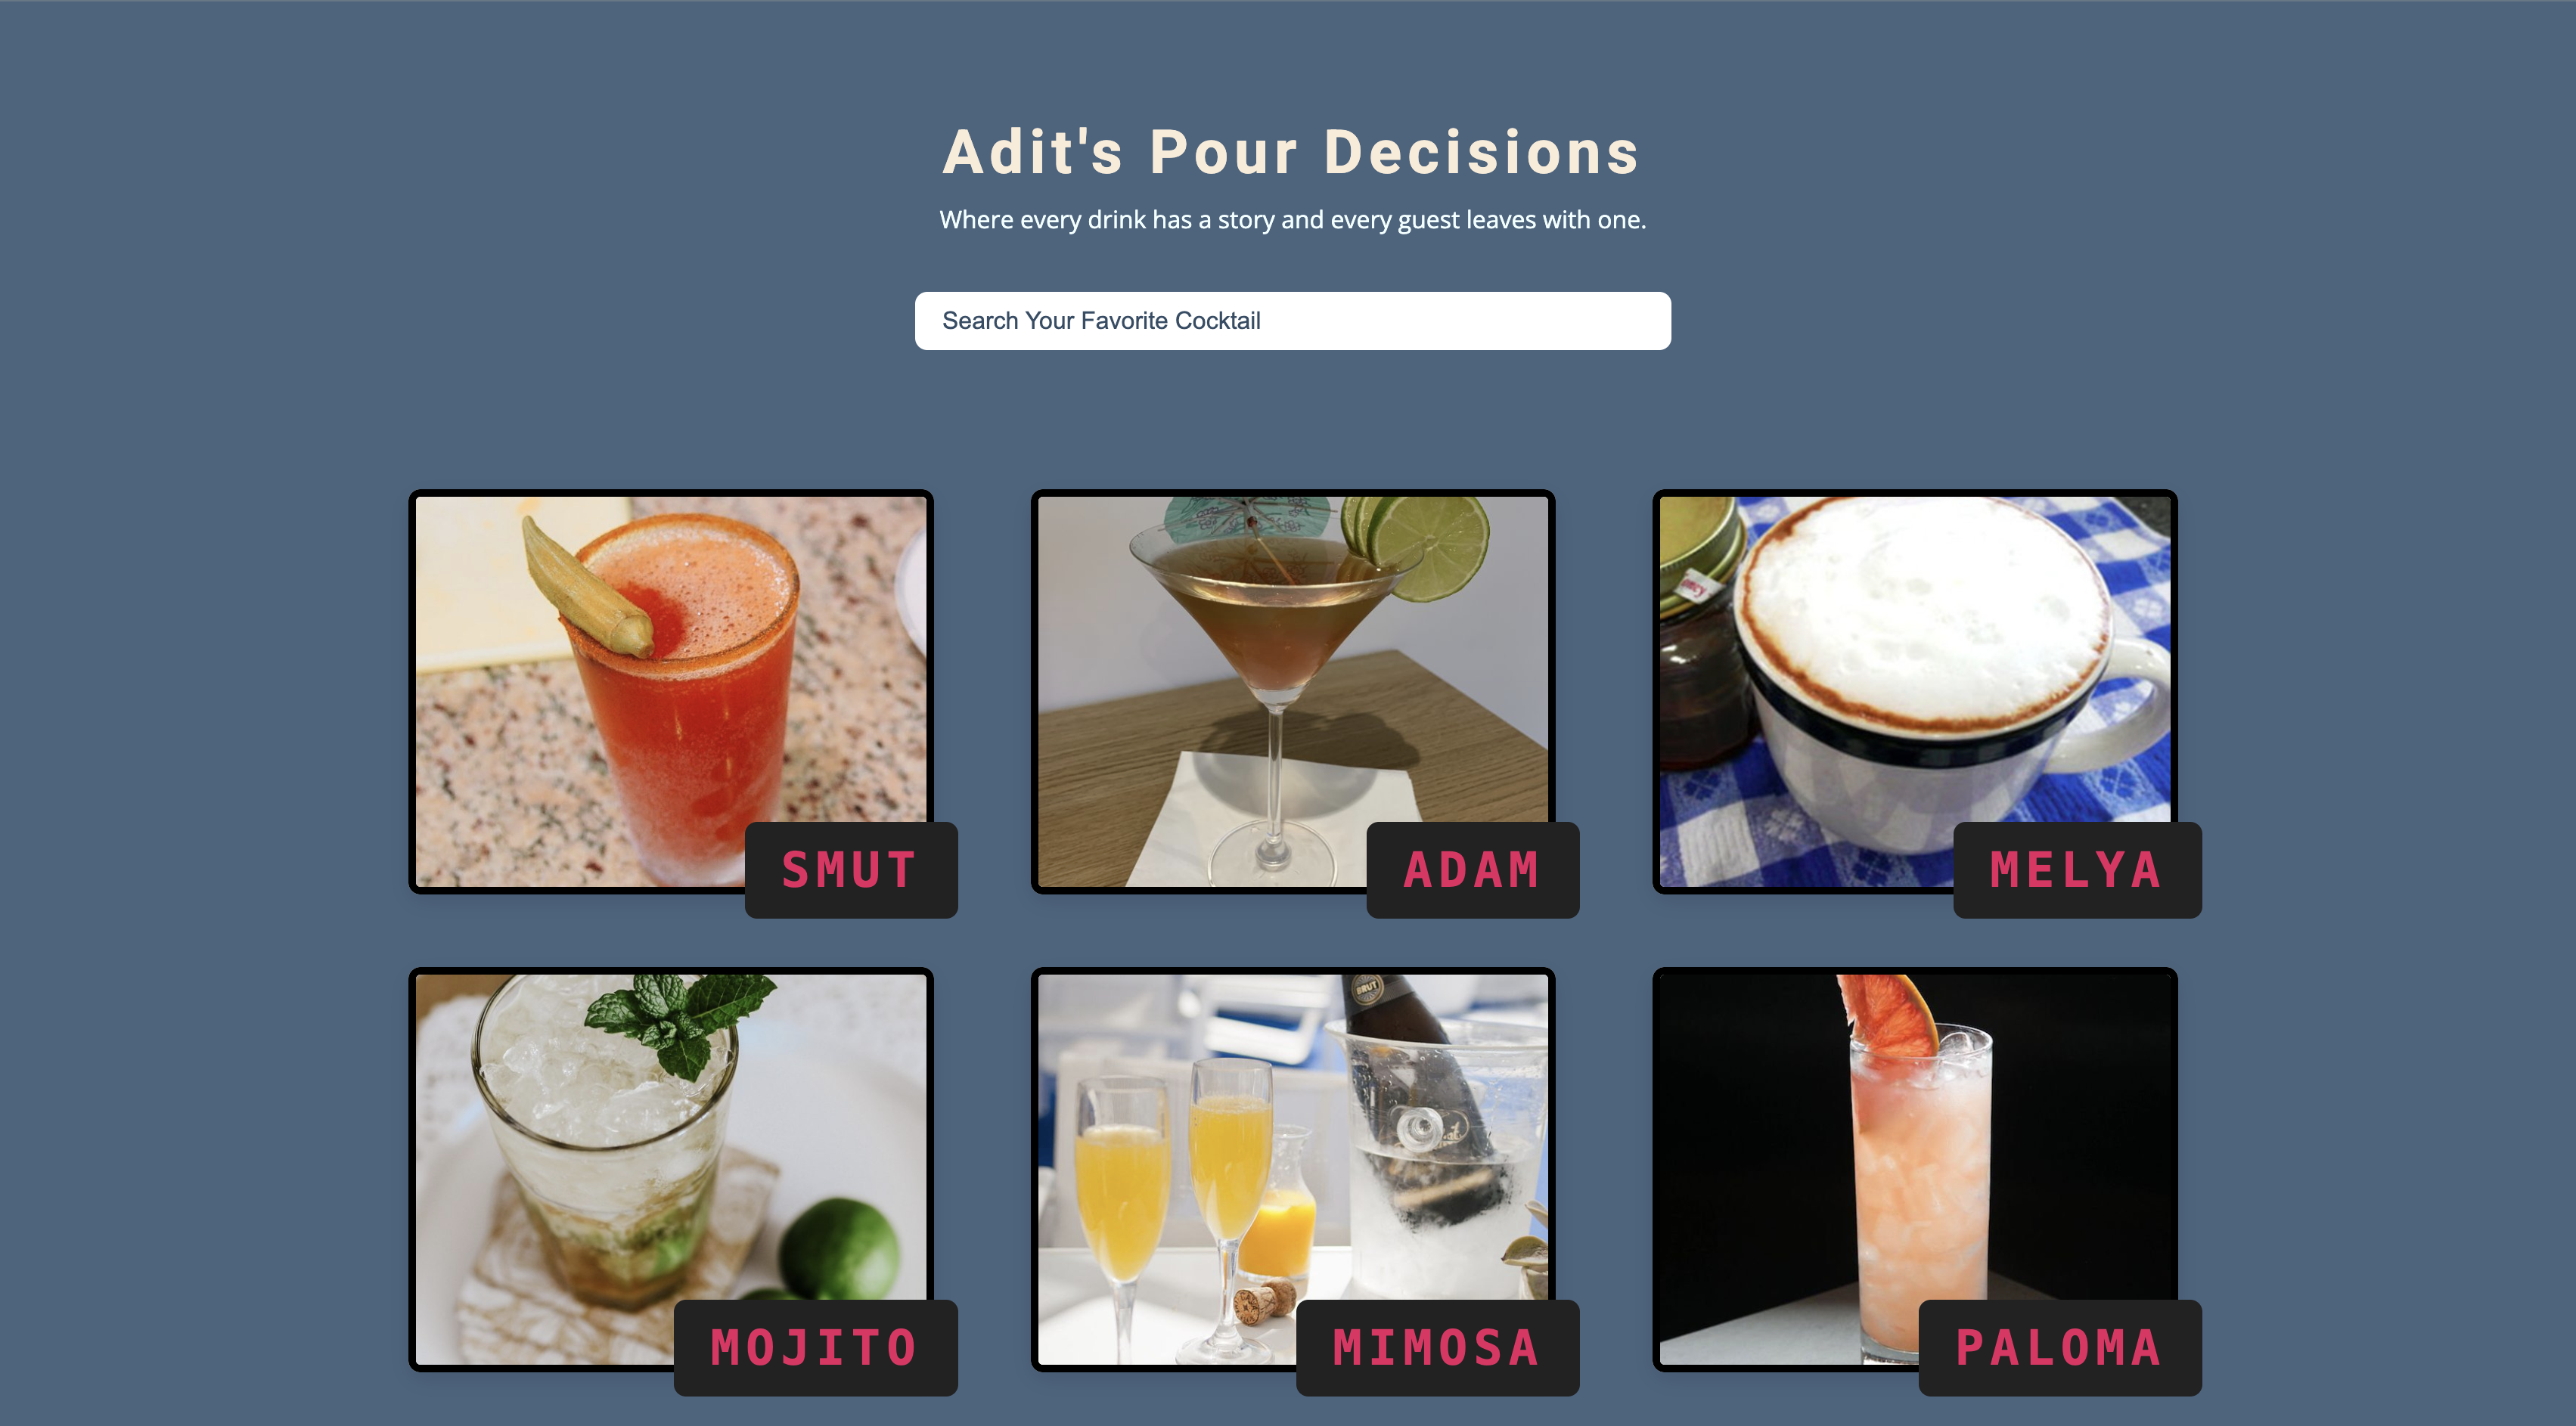 Adit's Pour Decisions
Where every drink has a story and every guest leaves with one.
Search Your Favorite Cocktail
SMUT
ADAM
MELYA
BRUT
MOJITO
MIMOSA
PALOMA